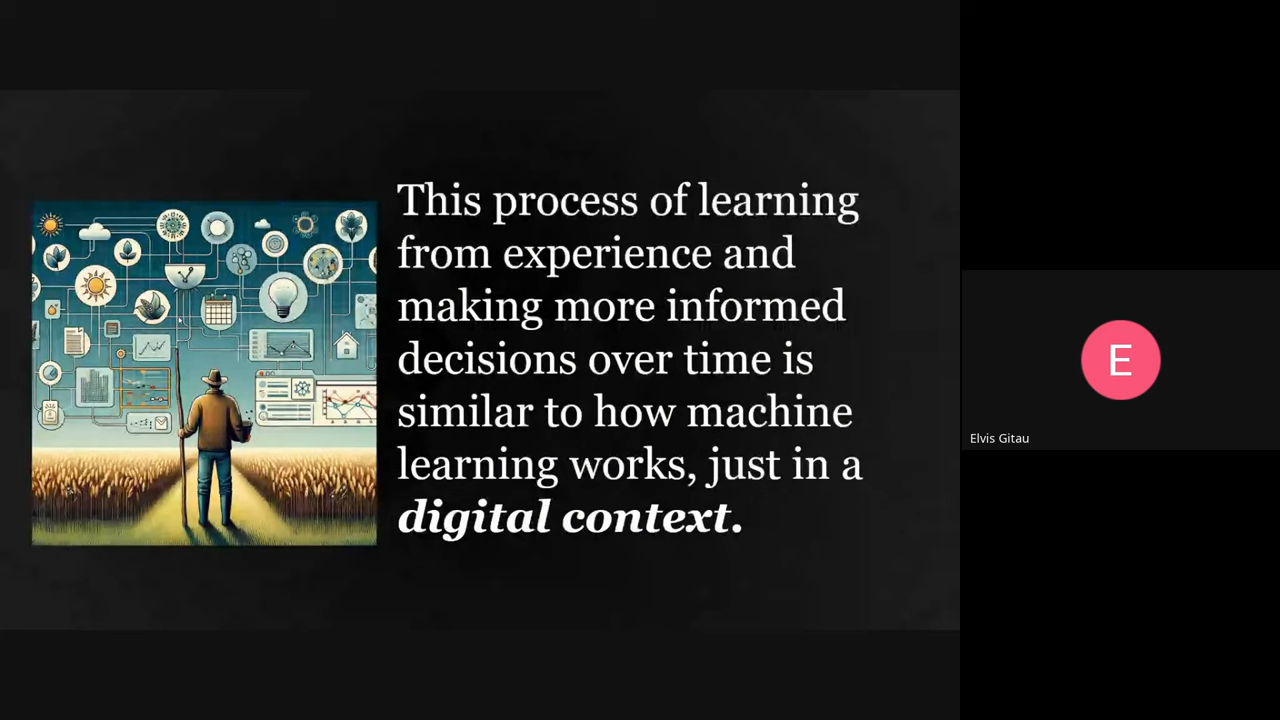 This process of learning
from experience and
making more informed
decisions over time is
similar to how machine
learning works, just in a
digital context.
E
Elvis Gitau